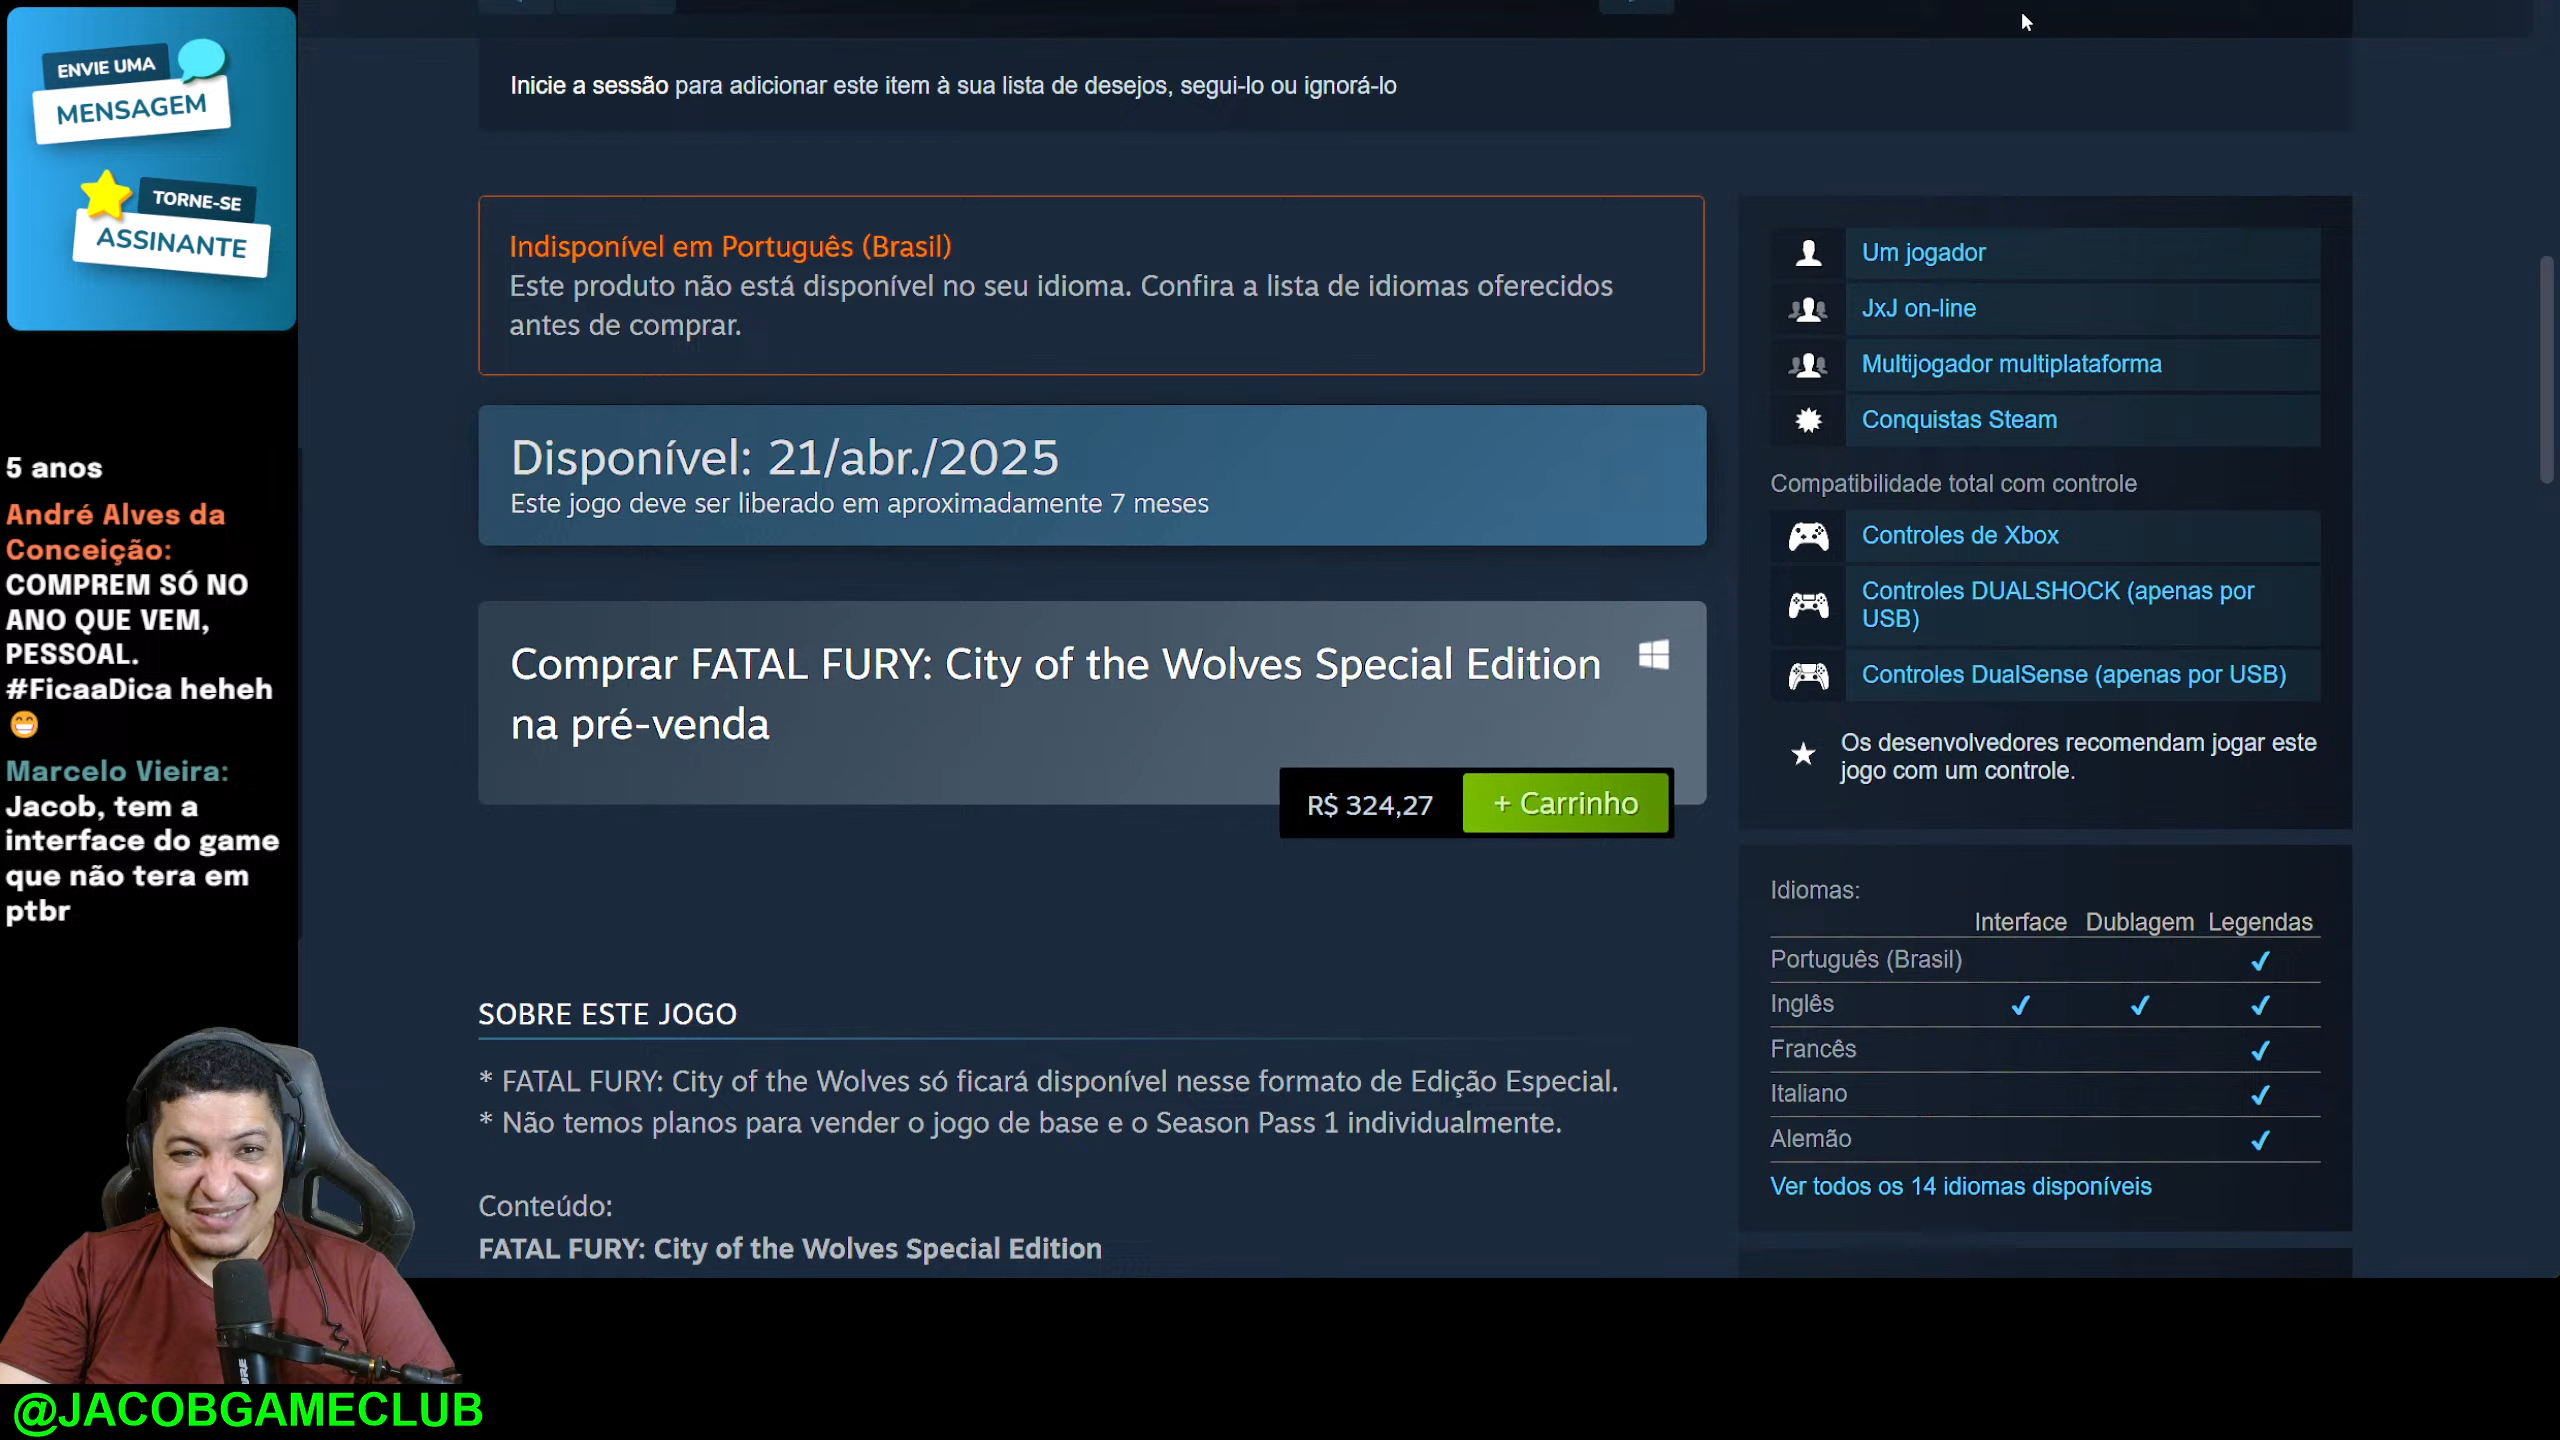 ENVIE UMA
MENSAGEM
TORNE-SE
ASSINANTE
5 anos
André Alves da
Conceição:
COMPREM SÓ NO
ANO QUE VEM,
PESSOAL.
#FicaaDica heheh
😁
Marcelo Vieira:
Jacob, tem a
interface do game
que não tera em
ptbr
@JACOBGAMECLUB
Inicie a sessão para adicionar este item à sua lista de desejos, segui-lo ou ignorá-lo
Indisponível em Português (Brasil)
Este produto não está disponível no seu idioma. Confira a lista de idiomas oferecidos
antes de comprar.
Disponível: 21/abr./2025
Este jogo deve ser liberado em aproximadamente 7 meses
Comprar FATAL FURY: City of the Wolves Special Edition
na pré-venda
R$ 324,27
+ Carrinho
SOBRE ESTE JOGO
* FATAL FURY: City of the Wolves só ficará disponível nesse formato de Edição Especial.
* Não temos planos para vender o jogo de base e o Season Pass 1 individualmente.
Conteúdo:
FATAL FURY: City of the Wolves Special Edition
Um jogador
JxJ on-line
Multijogador multiplataforma
Conquistas Steam
Compatibilidade total com controle
Controles de Xbox
Controles DUALSHOCK (apenas por
USB)
Controles DualSense (apenas por USB)
Os desenvolvedores recomendam jogar este
jogo com um controle.
Idiomas:
Interface Dublagem Legendas
Português (Brasil) ✔
Inglês ✔ ✔ ✔
Francês ✔
Italiano ✔
Alemão ✔
Ver todos os 14 idiomas disponíveis